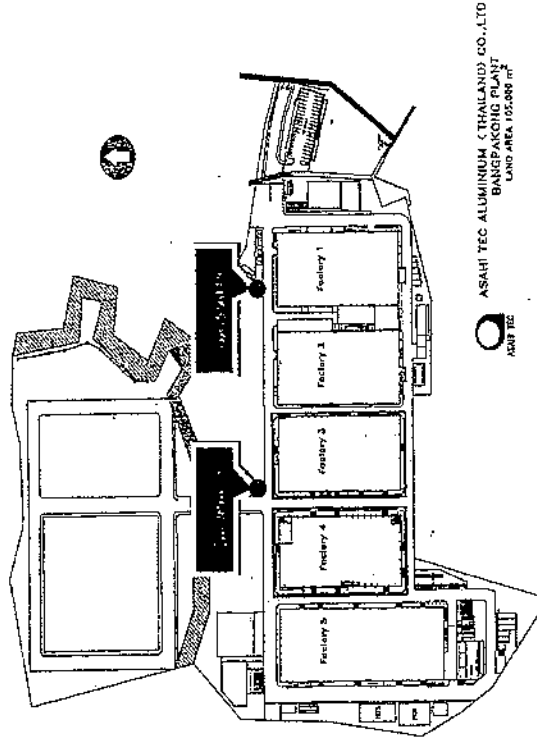 Factory 1
Factory 2
Factory 3
Factory 4
Factory 5
ASAHI TEC
ASAHI TEC ALUMINIUM (THAILAND) CO.,LTD
BANGPAKONG PLANT
LAND AREA 105,000 m²